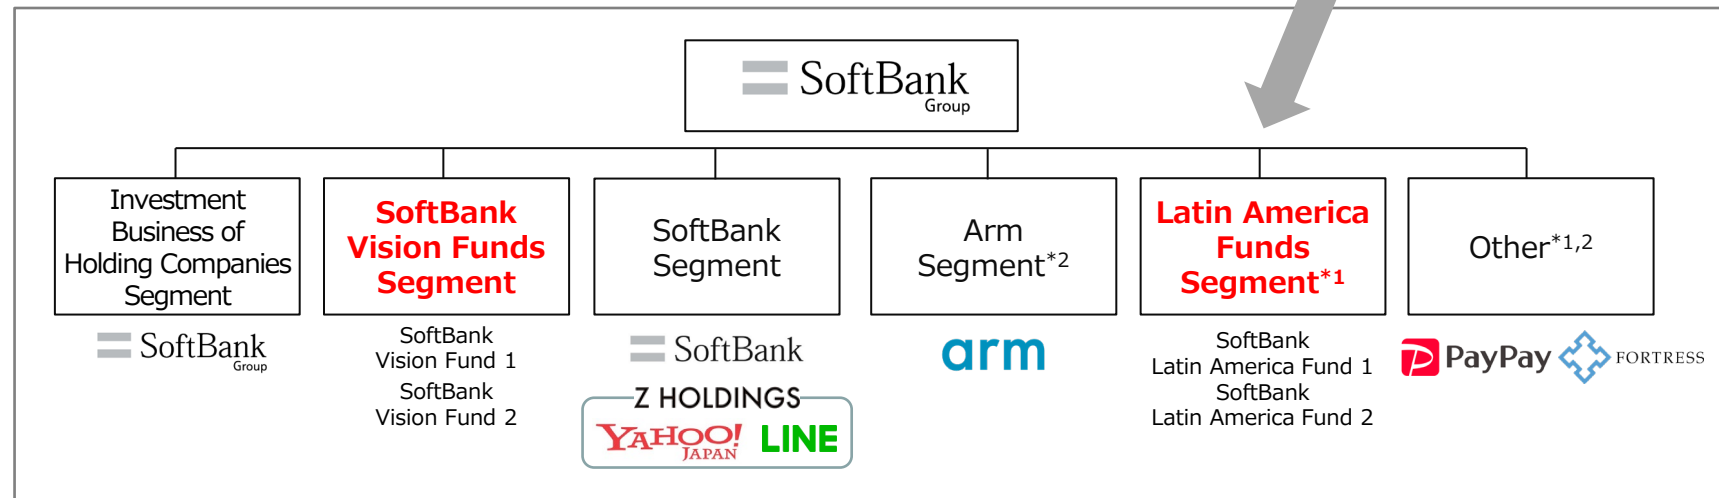 SoftBank
Group
Investment
Business of
Holding Companies
Segment
SoftBank
Group
SoftBank
Vision Funds
Segment
SoftBank
Vision Fund 1
SoftBank
Vision Fund 2
SoftBank
Segment
SoftBank
Z HOLDINGS
YAHOO!
JAPAN
LINE
Arm
Segment*2
arm
Latin America
Funds
Segment*1
SoftBank
Latin America Fund 1
SoftBank
Latin America Fund 2
Other*1,2
PayPay
FORTRESS